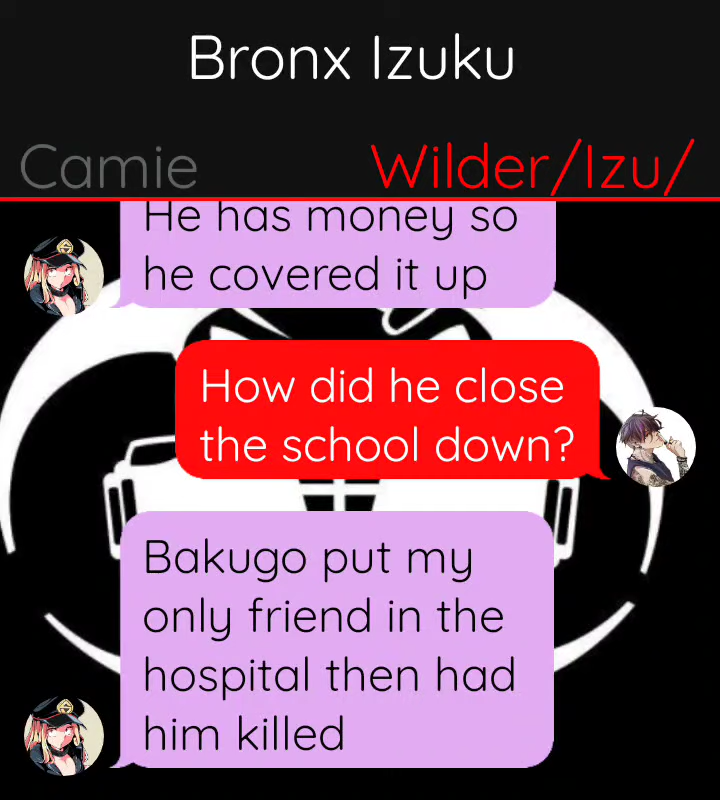 Bronx Izuku
Camie
Wilder/Izu/
He has money so
he covered it up
How did he close
the school down?
Bakugo put my
only friend in the
hospital then had
him killed